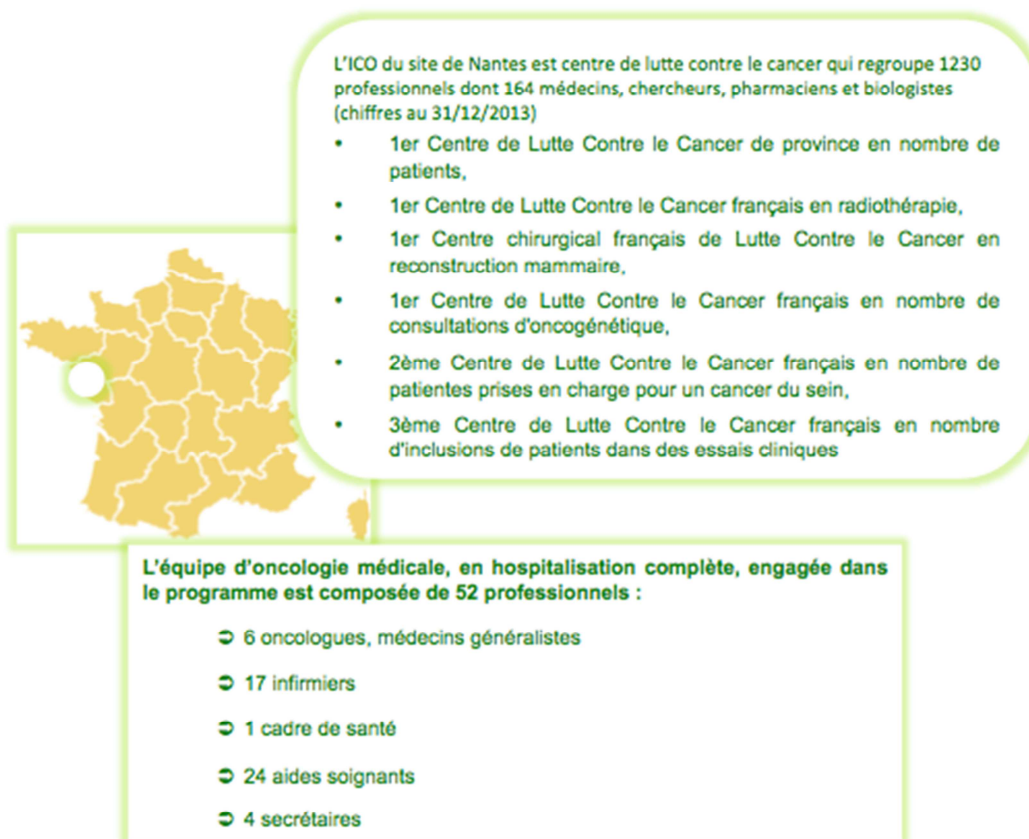 L'ICO du site de Nantes est centre de lutte contre le cancer qui regroupe 1230
professionnels dont 164 médecins, chercheurs, pharmaciens et biologistes
(chiffres au 31/12/2013)
• 1er Centre de Lutte Contre le Cancer de province en nombre de
patients,
• 1er Centre de Lutte Contre le Cancer français en radiothérapie,
• 1er Centre chirurgical français de Lutte Contre le Cancer en
reconstruction mammaire,
• 1er Centre de Lutte Contre le Cancer français en nombre de
consultations d'oncogénétique,
• 2ème Centre de Lutte Contre le Cancer français en nombre de
patientes prises en charge pour un cancer du sein,
• 3ème Centre de Lutte Contre le Cancer français en nombre
d'inclusions de patients dans des essais cliniques
L'équipe d'oncologie médicale, en hospitalisation complète, engagée dans
le programme est composée de 52 professionnels :
➲ 6 oncologues, médecins généralistes
➲ 17 infirmiers
➲ 1 cadre de santé
➲ 24 aides soignants
➲ 4 secrétaires